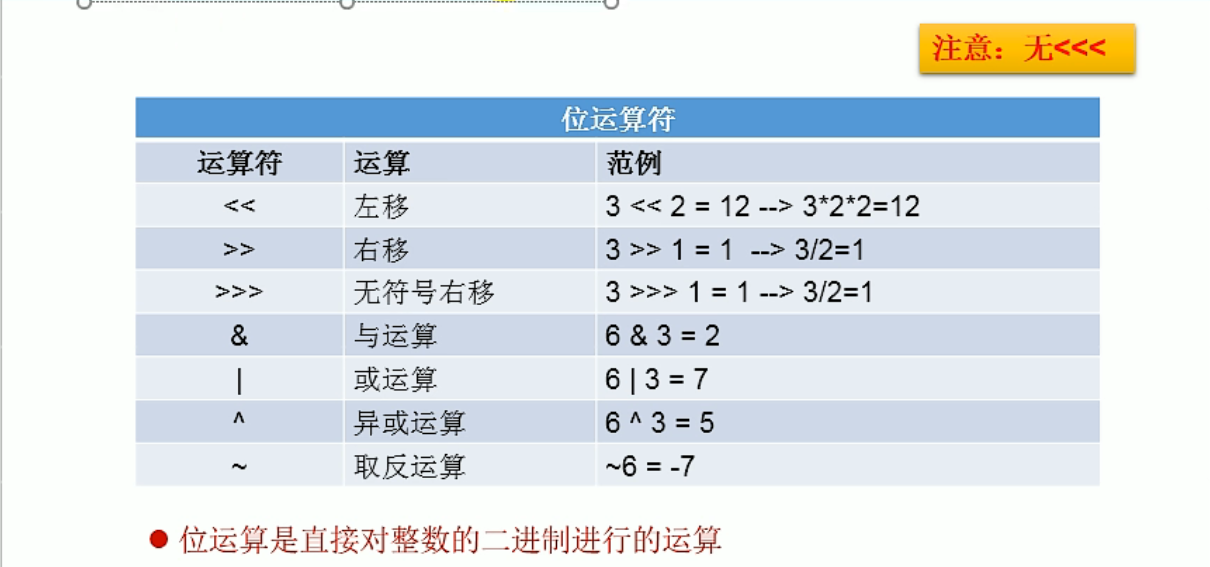 注意：无<<<
位运算符
运算符 运算 范例
<< 左移 3 << 2 = 12 --> 3*2*2=12
>> 右移 3 >> 1 = 1 --> 3/2=1
>>> 无符号右移 3 >>> 1 = 1 --> 3/2=1
& 与运算 6 & 3 = 2
| 或运算 6 | 3 = 7
^ 异或运算 6 ^ 3 = 5
~ 取反运算 ~6 = -7
● 位运算是直接对整数的二进制进行的运算